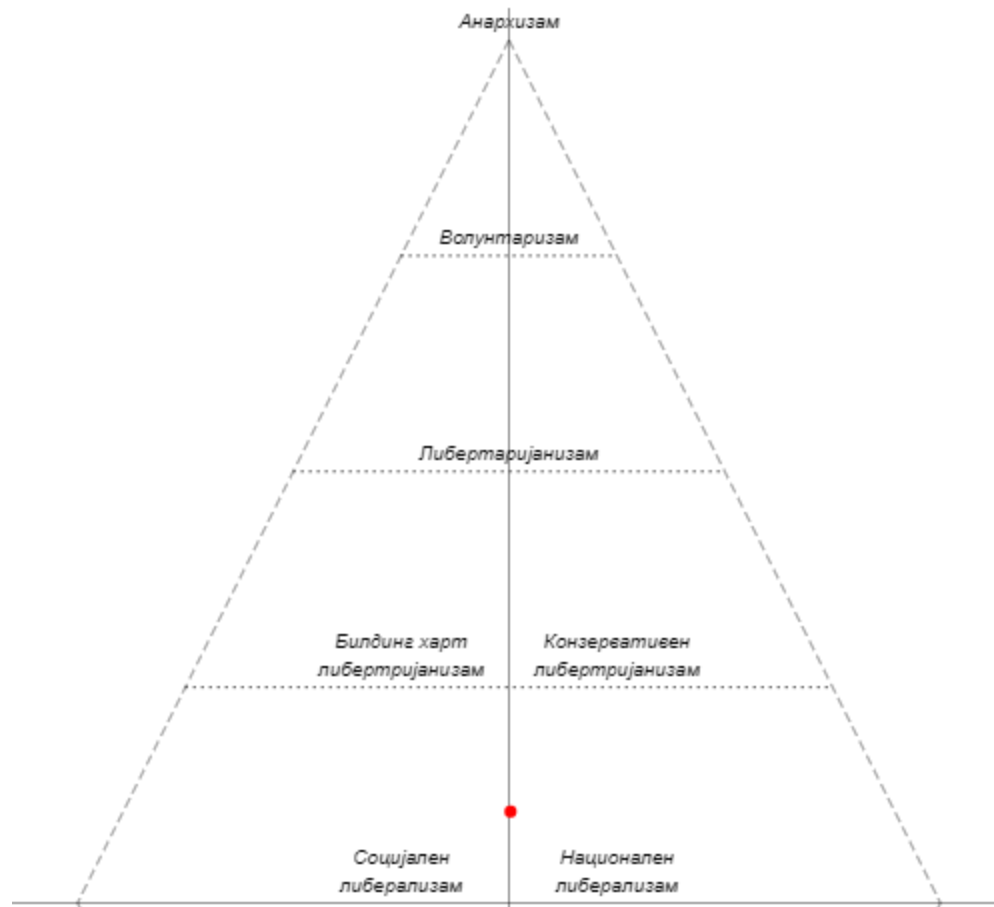 Анархизам
Волунтаризам
Либертаријанизам
Билдинг харт
либертријанизам
Конзервативен
либертријанизам
Социјален
либерализам
Национален
либерализам